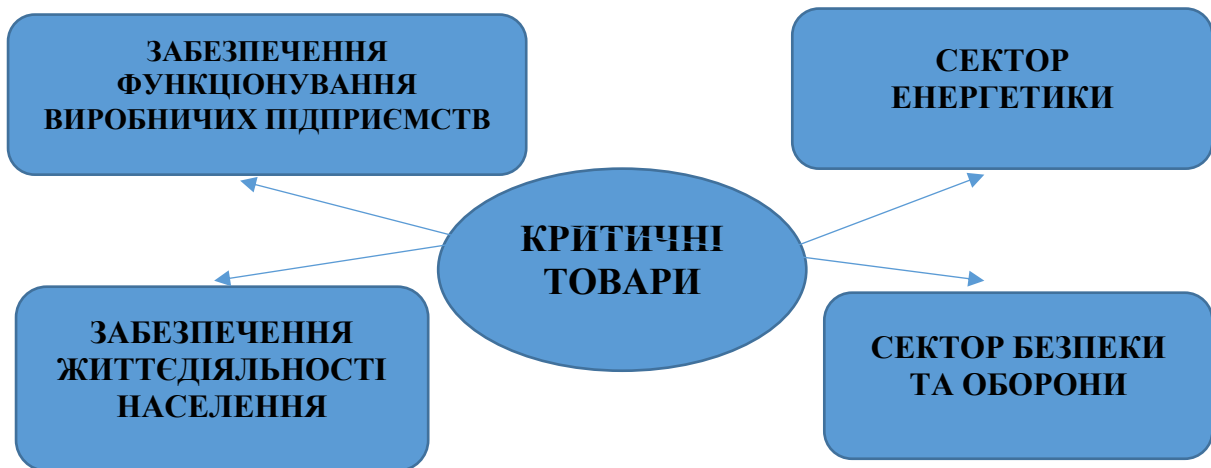 ЗАБЕЗПЕЧЕННЯ
ФУНКЦІОНУВАННЯ
ВИРОБНИЧИХ ПІДПРИЄМСТВ
СЕКТОР
ЕНЕРГЕТИКИ
КРИТИЧНІ
ТОВАРИ
ЗАБЕЗПЕЧЕННЯ
ЖИТТЄДІЯЛЬНОСТІ
НАСЕЛЕННЯ
СЕКТОР БЕЗПЕКИ
ТА ОБОРОНИ